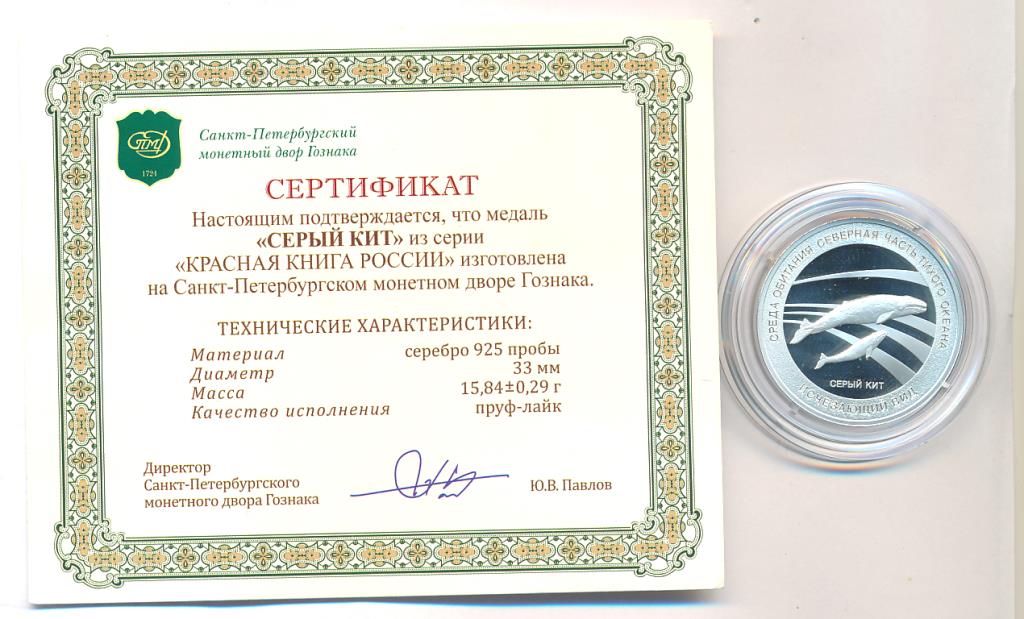 СПМД
1724
Санкт-Петербургский
монетный двор Гознака
СЕРТИФИКАТ
Настоящим подтверждается, что медаль
«СЕРЫЙ КИТ» из серии
«КРАСНАЯ КНИГА РОССИИ» изготовлена
на Санкт-Петербургском монетном дворе Гознака.
ТЕХНИЧЕСКИЕ ХАРАКТЕРИСТИКИ:
Материал серебро 925 пробы
Диаметр 33 мм
Масса 15,84±0,29 г
Качество исполнения пруф-лайк
Директор
Санкт-Петербургского
монетного двора Гознака
Ю.В. Павлов
СРЕДА ОБИТАНИЯ СЕВЕРНАЯ ЧАСТЬ ТИХОГО ОКЕАНА
СЕРЫЙ КИТ
ИСЧЕЗАЮЩИЙ ВИД